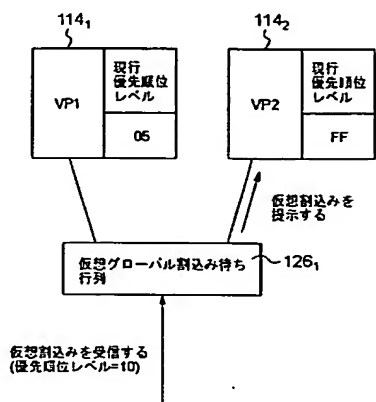 114₁
114₂
VP1
現行
優先順位
レベル
05
VP2
現行
優先順位
レベル
FF
仮想割込みを
提示する
仮想グローバル割込み待ち
行列
126₁
仮想割込みを受信する
(優先順位レベル=10)